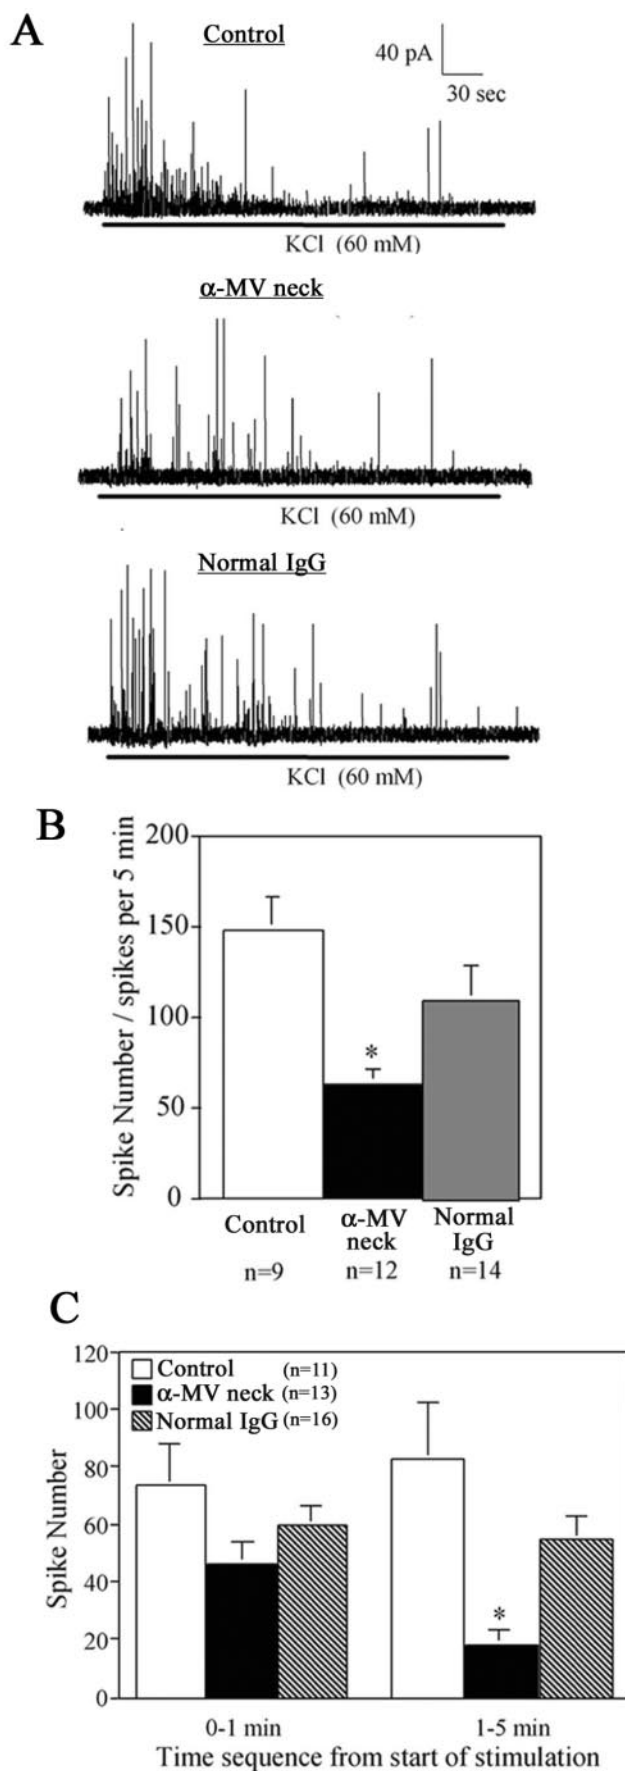 A
Control
40 pA
30 sec
KCl (60 mM)
α-MV neck
KCl (60 mM)
Normal IgG
KCl (60 mM)
B
Spike Number / spikes per 5 min
200
150
100
50
0
*
Control
α-MV neck
Normal IgG
n=9
n=12
n=14
C
Spike Number
120
100
80
60
40
20
0
Control (n=11)
α-MV neck (n=13)
Normal IgG (n=16)
*
0-1 min
1-5 min
Time sequence from start of stimulation